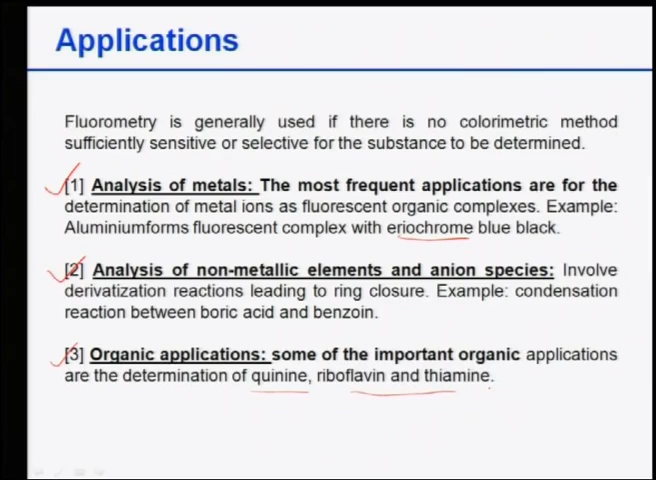 Applications
Fluorometry is generally used if there is no colorimetric method
sufficiently sensitive or selective for the substance to be determined.
[1] Analysis of metals: The most frequent applications are for the
determination of metal ions as fluorescent organic complexes. Example:
Aluminiumforms fluorescent complex with eriochrome blue black.
[2] Analysis of non-metallic elements and anion species: Involve
derivatization reactions leading to ring closure. Example: condensation
reaction between boric acid and benzoin.
[3] Organic applications: some of the important organic applications
are the determination of quinine, riboflavin and thiamine.